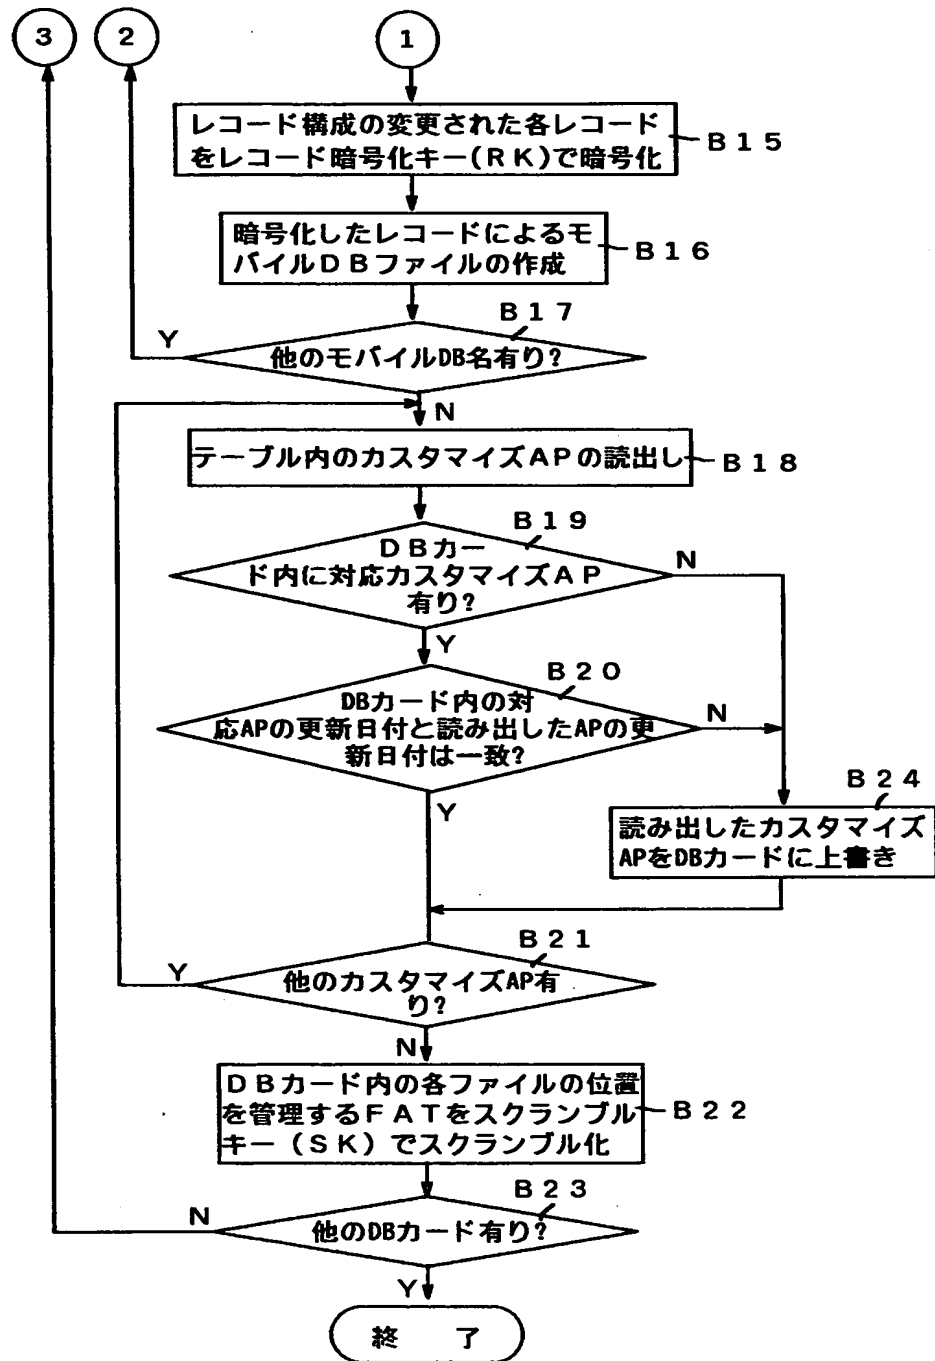 3
2
1
レコード構成の変更された各レコード
をレコード暗号化キー(RK)で暗号化
B15
暗号化したレコードによるモ
バイルDBファイルの作成
B16
B17
Y
他のモバイルDB名有り?
N
テーブル内のカスタマイズAPの読出し
B18
B19
DBカー
ド内に対応カスタマイズAP
有り?
N
Y
B20
DBカード内の対
応APの更新日付と読み出したAPの更
新日付は一致?
N
Y
B24
読み出したカスタマイズ
APをDBカードに上書き
B21
Y
他のカスタマイズAP有
り?
N
DBカード内の各ファイルの位置
を管理するFATをスクランブル
キー(SK)でスクランブル化
B22
B23
N
他のDBカード有り?
Y
終 了